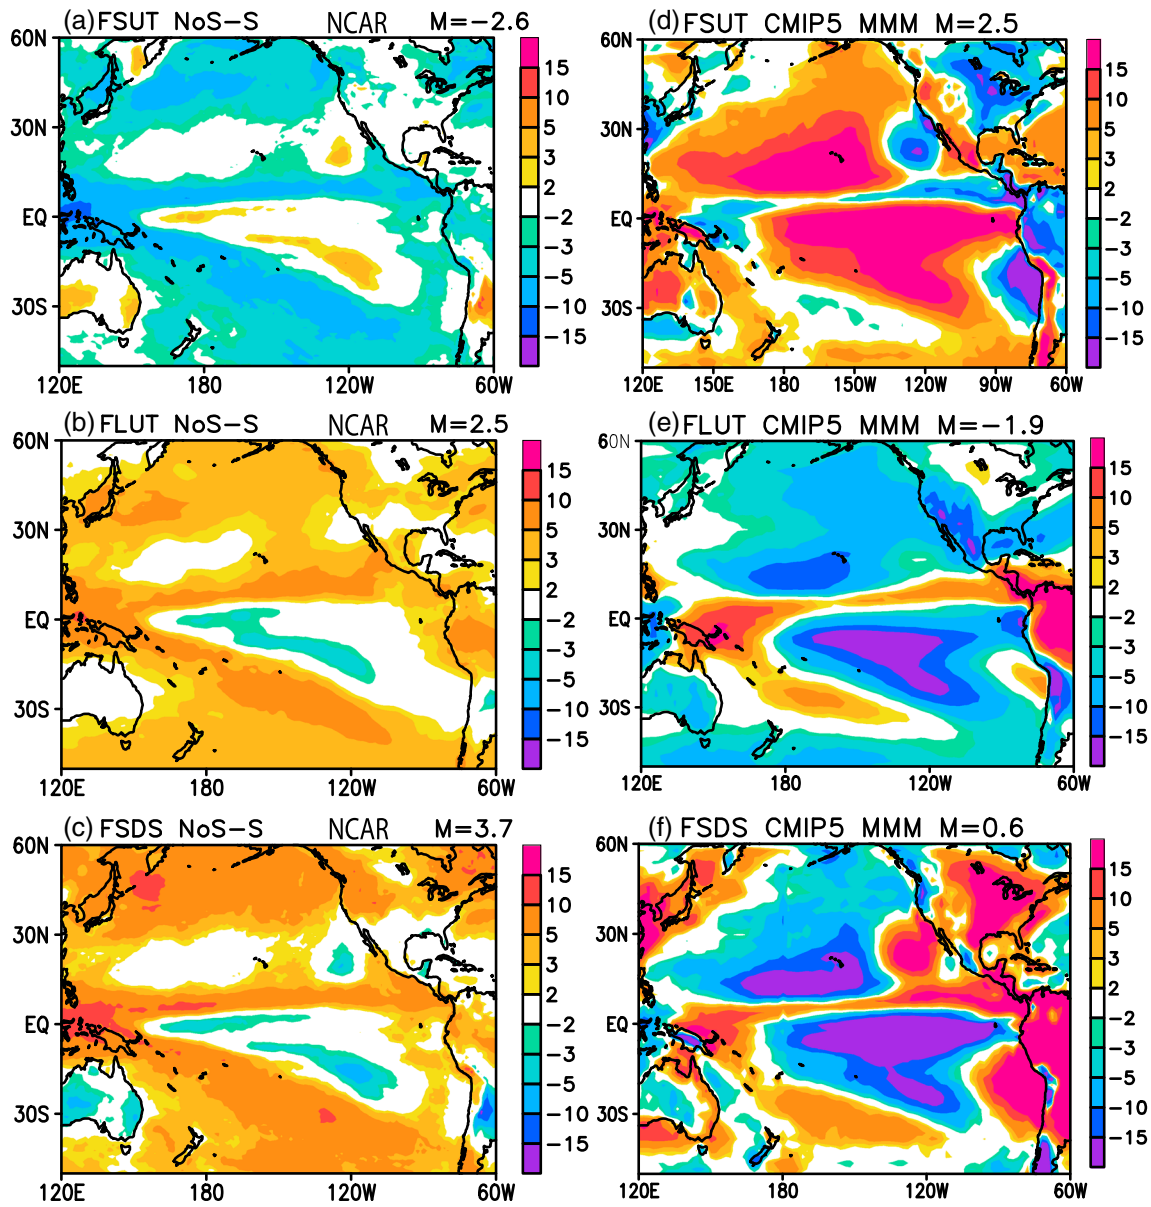 (a) FSUT NoS-S NCAR M=-2.6
60N
30N
EQ
30S
120E 180 120W 60W
15
10
5
3
2
-2
-3
-5
-10
-15
(d) FSUT CMIP5 MMM M=2.5
60N
30N
EQ
30S
120E 150E 180 150W 120W 90W 60W
15
10
5
3
2
-2
-3
-5
-10
-15
(b) FLUT NoS-S NCAR M=2.5
60N
30N
EQ
30S
120E 180 120W 60W
15
10
5
3
2
-2
-3
-5
-10
-15
(e) FLUT CMIP5 MMM M=-1.9
60N
30N
EQ
30S
120E 180 120W 60W
15
10
5
3
2
-2
-3
-5
-10
-15
(c) FSDS NoS-S NCAR M=3.7
60N
30N
EQ
30S
120E 180 120W 60W
15
10
5
3
2
-2
-3
-5
-10
-15
(f) FSDS CMIP5 MMM M=0.6
60N
30N
EQ
30S
120E 180 120W 60W
15
10
5
3
2
-2
-3
-5
-10
-15